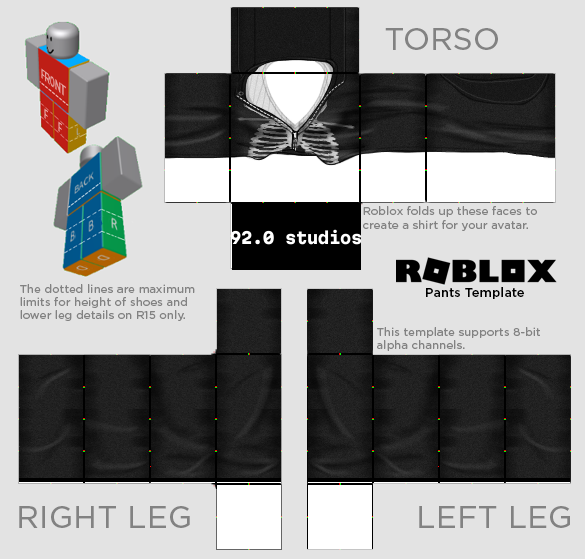 TORSO
FRONT
F
F
L
BACK
B
B
R
92.0 studios
Roblox folds up these faces to
create a shirt for your avatar.
ROBLOX
Pants Template
The dotted lines are maximum
limits for height of shoes and
lower leg details on R15 only.
This template supports 8-bit
alpha channels.
RIGHT LEG
LEFT LEG